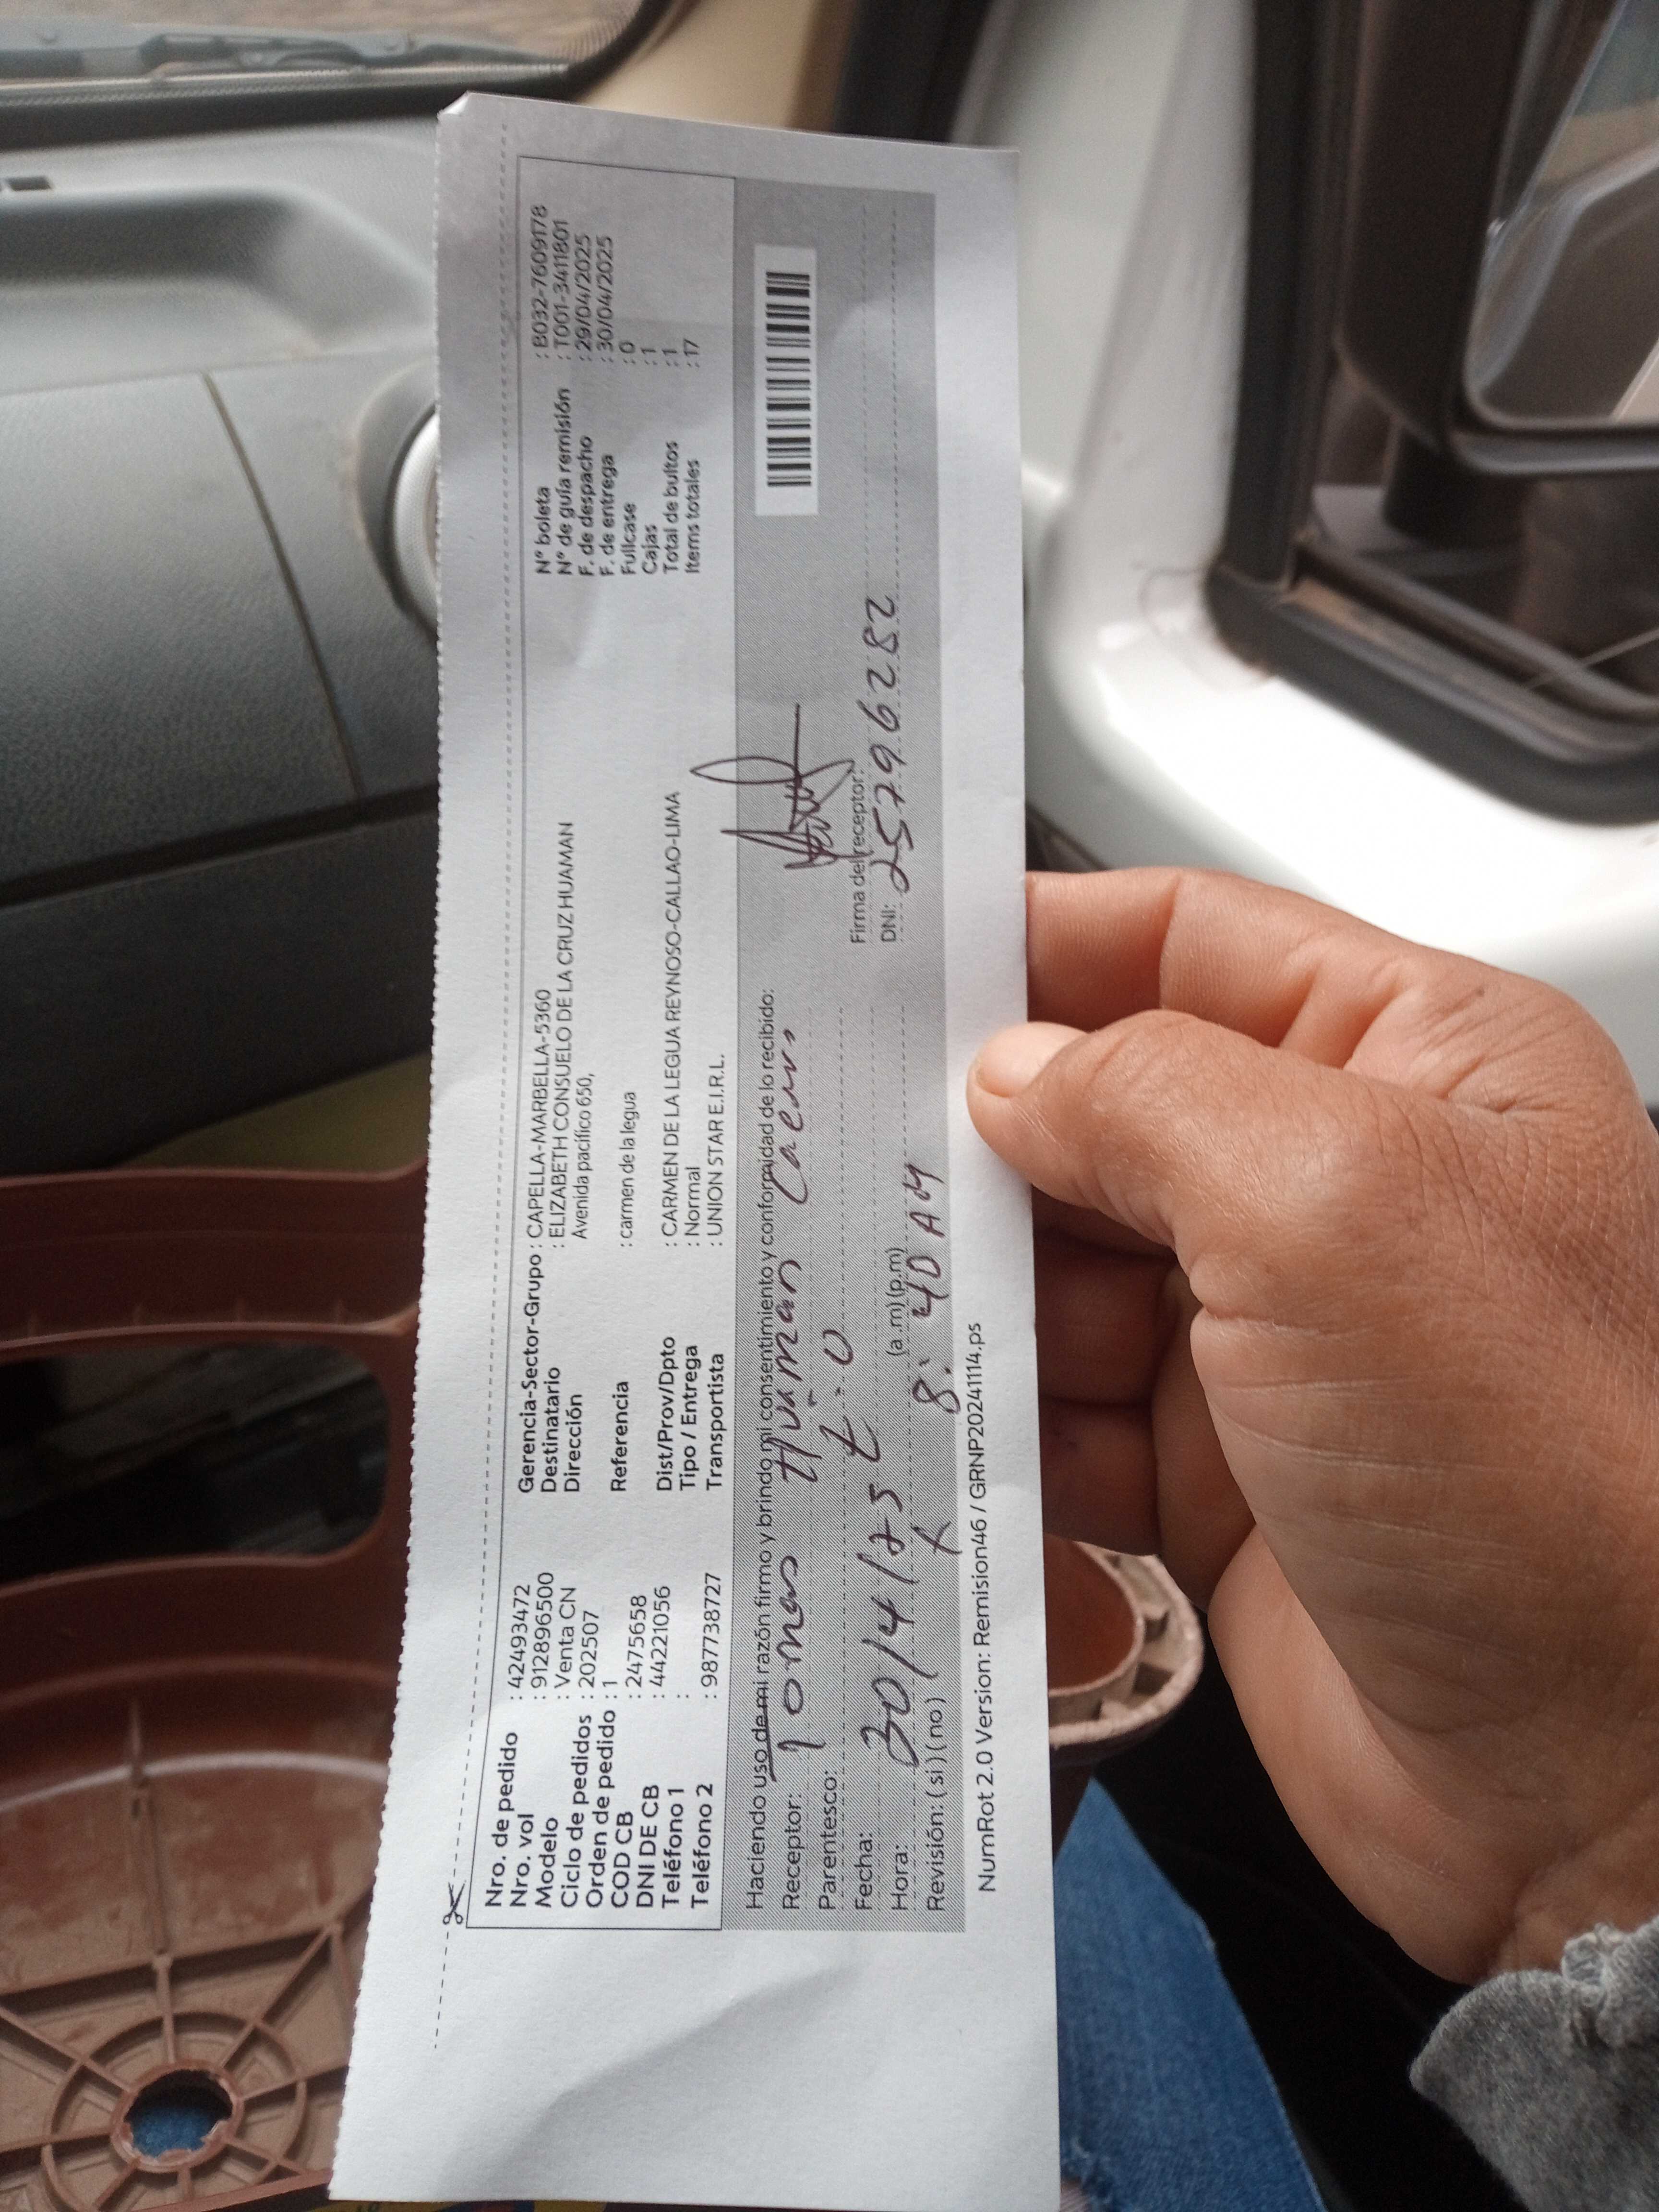 Nro. de pedido : 42493472
Nro. vol : 912896500
Modelo : Venta CN
Ciclo de pedidos : 202507
Orden de pedido : 1
COD CB : 2475658
DNI DE CB : 44221056
Teléfono 1 :
Teléfono 2 : 987738727
Gerencia-Sector-Grupo : CAPELLA-MARBELLA-5360
Destinatario : ELIZABETH CONSUELO DE LA CRUZ HUAMAN
Dirección Avenida pacífico 650,
Referencia : carmen de la legua
Dist/Prov/Dpto : CARMEN DE LA LEGUA REYNOSO-CALLAO-LIMA
Tipo / Entrega : Normal
Transportista : UNION STAR E.I.R.L.
N° boleta : B032-7609178
N° de guía remisión : T001-3411801
F. de despacho : 29/04/2025
F. de entrega : 30/04/2025
Fullcase : 0
Cajas : 1
Total de bultos : 1
Items totales : 17
Haciendo uso de mi razón firmo y brindo mi consentimiento y conformidad de lo recibido:
Receptor: Tomas Huaman
Parentesco: t.o
Fecha: 30/4/25
Hora: 8:40 AM (a.m) (p.m)
Revisión: ( si ) ( no )
Firma del receptor:
DNI: 25796282
NumRot 2.0 Version: Remision46 / GRNP20241114.ps